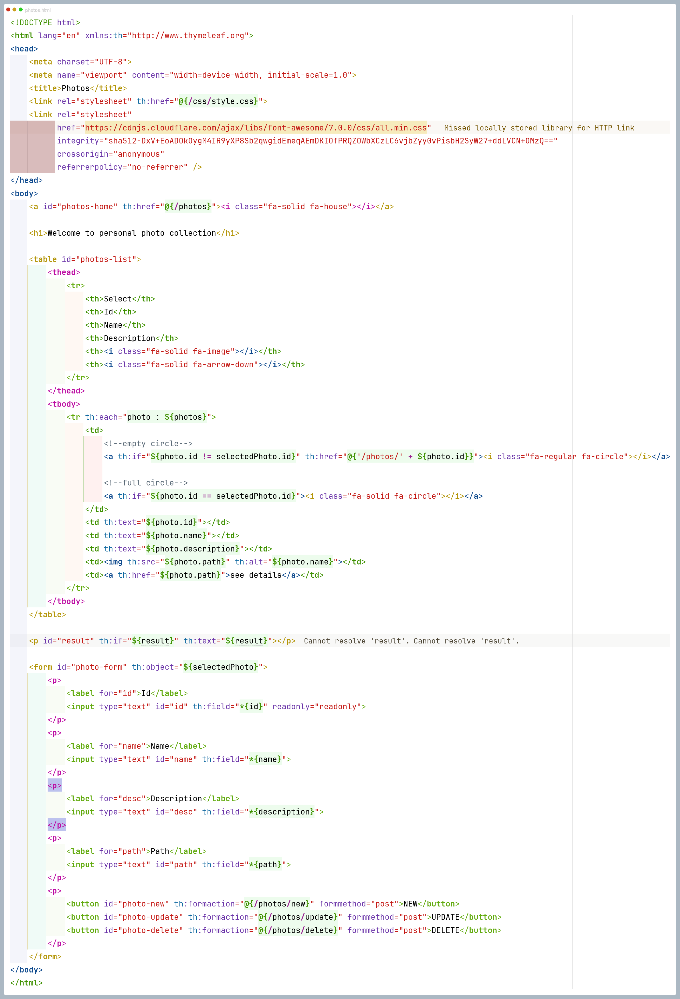 photos.html
<!DOCTYPE html>
<html lang="en" xmlns:th="http://www.thymeleaf.org">
<head>
    <meta charset="UTF-8">
    <meta name="viewport" content="width=device-width, initial-scale=1.0">
    <title>Photos</title>
    <link rel="stylesheet" th:href="@{/css/style.css}">
    <link rel="stylesheet"
          href="https://cdnjs.cloudflare.com/ajax/libs/font-awesome/7.0.0/css/all.min.css" Missed locally stored library for HTTP link
          integrity="sha512-DxV+EoADOkOygM4IR9yXP8Sb2qwgidEmeqAEmDKIOfPRQZOWbXCzLC6vjbZyy0vPisbH2SyW27+ddLVCN+OMzQ=="
          crossorigin="anonymous"
          referrerpolicy="no-referrer" />
</head>
<body>
    <a id="photos-home" th:href="@{/photos}"><i class="fa-solid fa-house"></i></a>

    <h1>Welcome to personal photo collection</h1>

    <table id="photos-list">
        <thead>
            <tr>
                <th>Select</th>
                <th>Id</th>
                <th>Name</th>
                <th>Description</th>
                <th><i class="fa-solid fa-image"></i></th>
                <th><i class="fa-solid fa-arrow-down"></i></th>
            </tr>
        </thead>
        <tbody>
            <tr th:each="photo : ${photos}">
                <td>
                    <!--empty circle-->
                    <a th:if="${photo.id != selectedPhoto.id}" th:href="@{'/photos/' + ${photo.id}}"><i class="fa-regular fa-circle"></i></a>

                    <!--full circle-->
                    <a th:if="${photo.id == selectedPhoto.id}"><i class="fa-solid fa-circle"></i></a>
                </td>
                <td th:text="${photo.id}"></td>
                <td th:text="${photo.name}"></td>
                <td th:text="${photo.description}"></td>
                <td><img th:src="${photo.path}" th:alt="${photo.name}"></td>
                <td><a th:href="${photo.path}">see details</a></td>
            </tr>
        </tbody>
    </table>

    <p id="result" th:if="${result}" th:text="${result}"></p> Cannot resolve 'result'. Cannot resolve 'result'.

    <form id="photo-form" th:object="${selectedPhoto}">
        <p>
            <label for="id">Id</label>
            <input type="text" id="id" th:field="*{id}" readonly="readonly">
        </p>
        <p>
            <label for="name">Name</label>
            <input type="text" id="name" th:field="*{name}">
        </p>
        <p>
            <label for="desc">Description</label>
            <input type="text" id="desc" th:field="*{description}">
        </p>
        <p>
            <label for="path">Path</label>
            <input type="text" id="path" th:field="*{path}">
        </p>
        <p>
            <button id="photo-new" th:formaction="@{/photos/new}" formmethod="post">NEW</button>
            <button id="photo-update" th:formaction="@{/photos/update}" formmethod="post">UPDATE</button>
            <button id="photo-delete" th:formaction="@{/photos/delete}" formmethod="post">DELETE</button>
        </p>
    </form>
</body>
</html>